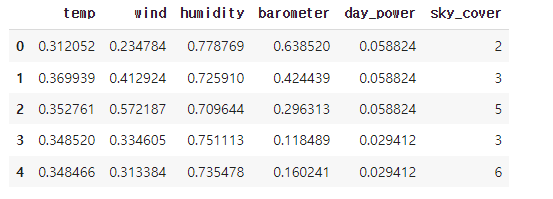 temp wind humidity barometer day_power sky_cover
0 0.312052 0.234784 0.778769 0.638520 0.058824 2
1 0.369939 0.412924 0.725910 0.424439 0.058824 3
2 0.352761 0.572187 0.709644 0.296313 0.058824 5
3 0.348520 0.334605 0.751113 0.118489 0.029412 3
4 0.348466 0.313384 0.735478 0.160241 0.029412 6